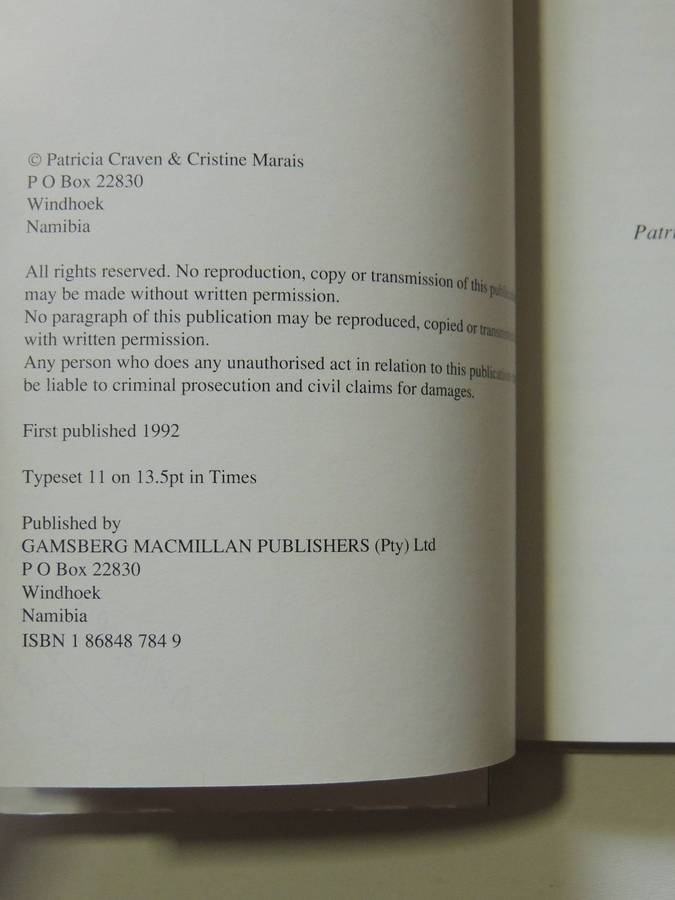 © Patricia Craven & Cristine Marais
P O Box 22830
Windhoek
Namibia
All rights reserved. No reproduction, copy or transmission of this
may be made without written permission.
No paragraph of this publication may be reproduced, copied or
with written permission.
Any person who does any unauthorised act in relation to this
be liable to criminal prosecution and civil claims for damages.
First published 1992
Typeset 11 on 13.5pt in Times
Published by
GAMSBERG MACMILLAN PUBLISHERS (Pty) Ltd
P O Box 22830
Windhoek
Namibia
ISBN 1 86848 784 9
Patri